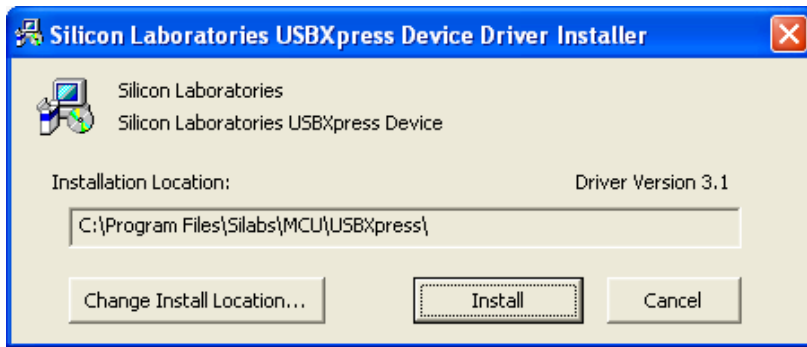 Silicon Laboratories USBXpress Device Driver Installer
Silicon Laboratories
Silicon Laboratories USBXpress Device
Installation Location: Driver Version 3.1
C:\Program Files\Silabs\MCU\USBXpress\
Change Install Location... Install Cancel